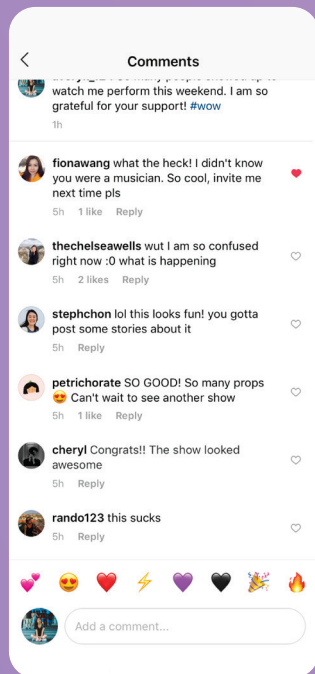 Comments
watch me perform this weekend. I am so
grateful for your support! #wow
1h
fionawang what the heck! I didn't know
you were a musician. So cool, invite me
next time pls
5h 1 like Reply
thechelseawells wut I am so confused
right now :0 what is happening
5h 2 likes Reply
stephchon lol this looks fun! you gotta
post some stories about it
5h Reply
petrichorate SO GOOD! So many props
😍 Can't wait to see another show
5h 1 like Reply
cheryl Congrats!! The show looked
awesome
5h Reply
rando123 this sucks
5h Reply
Add a comment...